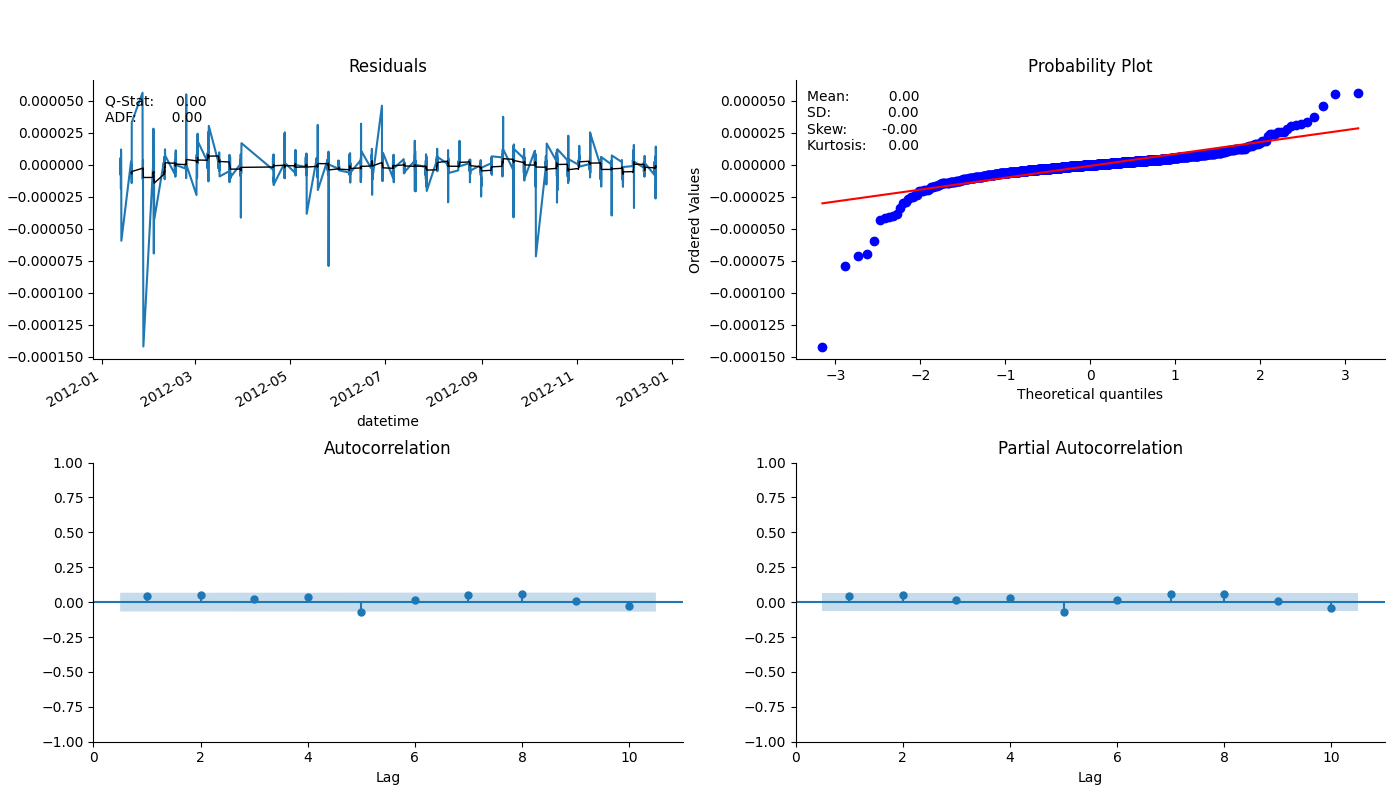 Residuals
Q-Stat: 0.00
ADF: 0.00
0.000050
0.000025
0.000000
−0.000025
−0.000050
−0.000075
−0.000100
−0.000125
−0.000150
2012-01
2012-03
2012-05
2012-07
2012-09
2012-11
2013-01
datetime
Probability Plot
Mean: 0.00
SD: 0.00
Skew: -0.00
Kurtosis: 0.00
Ordered Values
0.000050
0.000025
0.000000
−0.000025
−0.000050
−0.000075
−0.000100
−0.000125
−0.000150
−3 −2 −1 0 1 2 3
Theoretical quantiles
Autocorrelation
1.00
0.75
0.50
0.25
0.00
−0.25
−0.50
−0.75
−1.00
0 2 4 6 8 10
Lag
Partial Autocorrelation
1.00
0.75
0.50
0.25
0.00
−0.25
−0.50
−0.75
−1.00
0 2 4 6 8 10
Lag